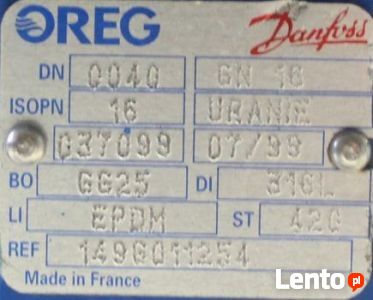 OREG Danfoss
DN 0040 GN 16
ISOPN 16 URANIE
037099 07/99
BO GG25 DI 316L
LI EPDM ST 420
REF 149G011254
Made in France
Lento.pl